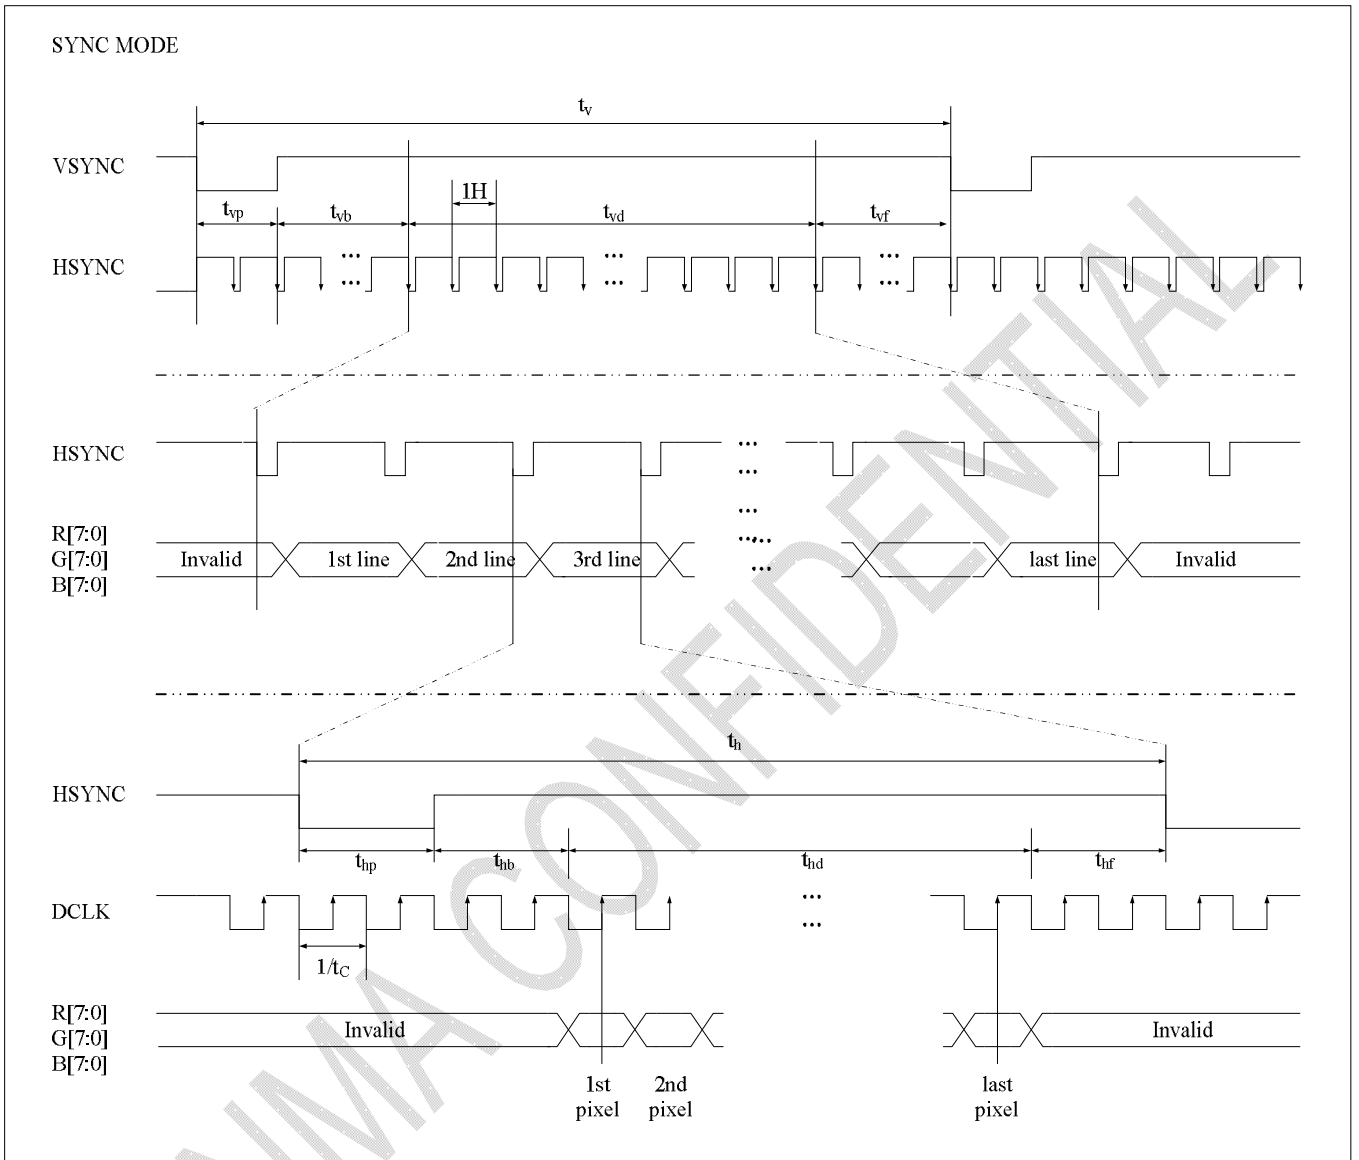 SYNC MODE
tv
VSYNC
1H
tvp
tvb
tvd
tvf
HSYNC
... ...
... ...
... ...
HSYNC
...
...
...
R[7:0]
G[7:0]
B[7:0]
Invalid
1st line
2nd line
3rd line
...
last line
Invalid
th
HSYNC
thp
thb
thd
thf
DCLK
...
...
1/tC
R[7:0]
G[7:0]
B[7:0]
Invalid
Invalid
1st pixel
2nd pixel
last pixel
NMA CONFIDENTIAL